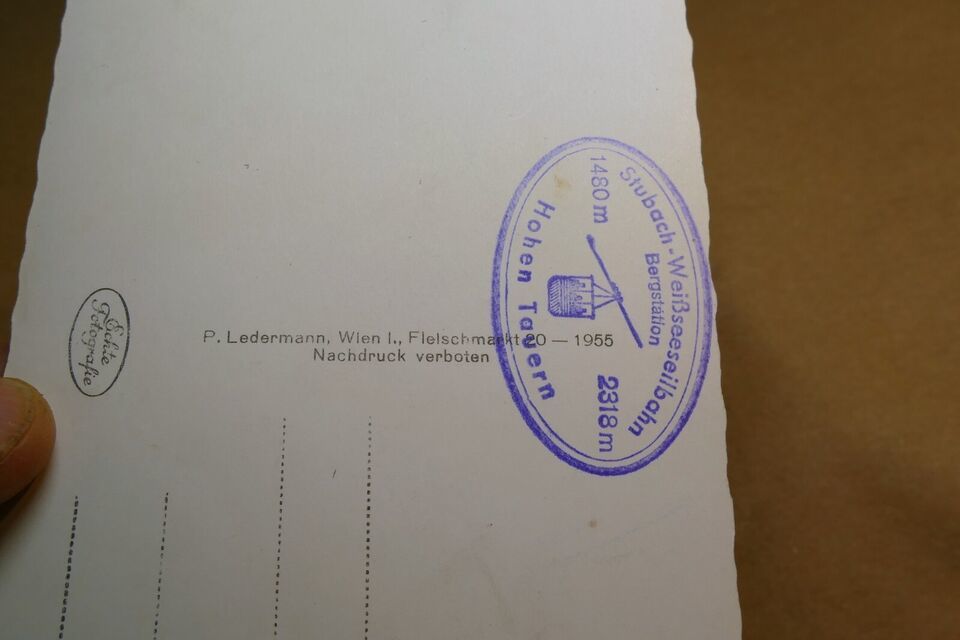 Echte
Fotografie
P. Ledermann, Wien I., Fleischmarkt 20 — 1955
Nachdruck verboten
Stubach-Weißseeseilbahn
Bergstation
1480 m
2318 m
Hohen Tauern